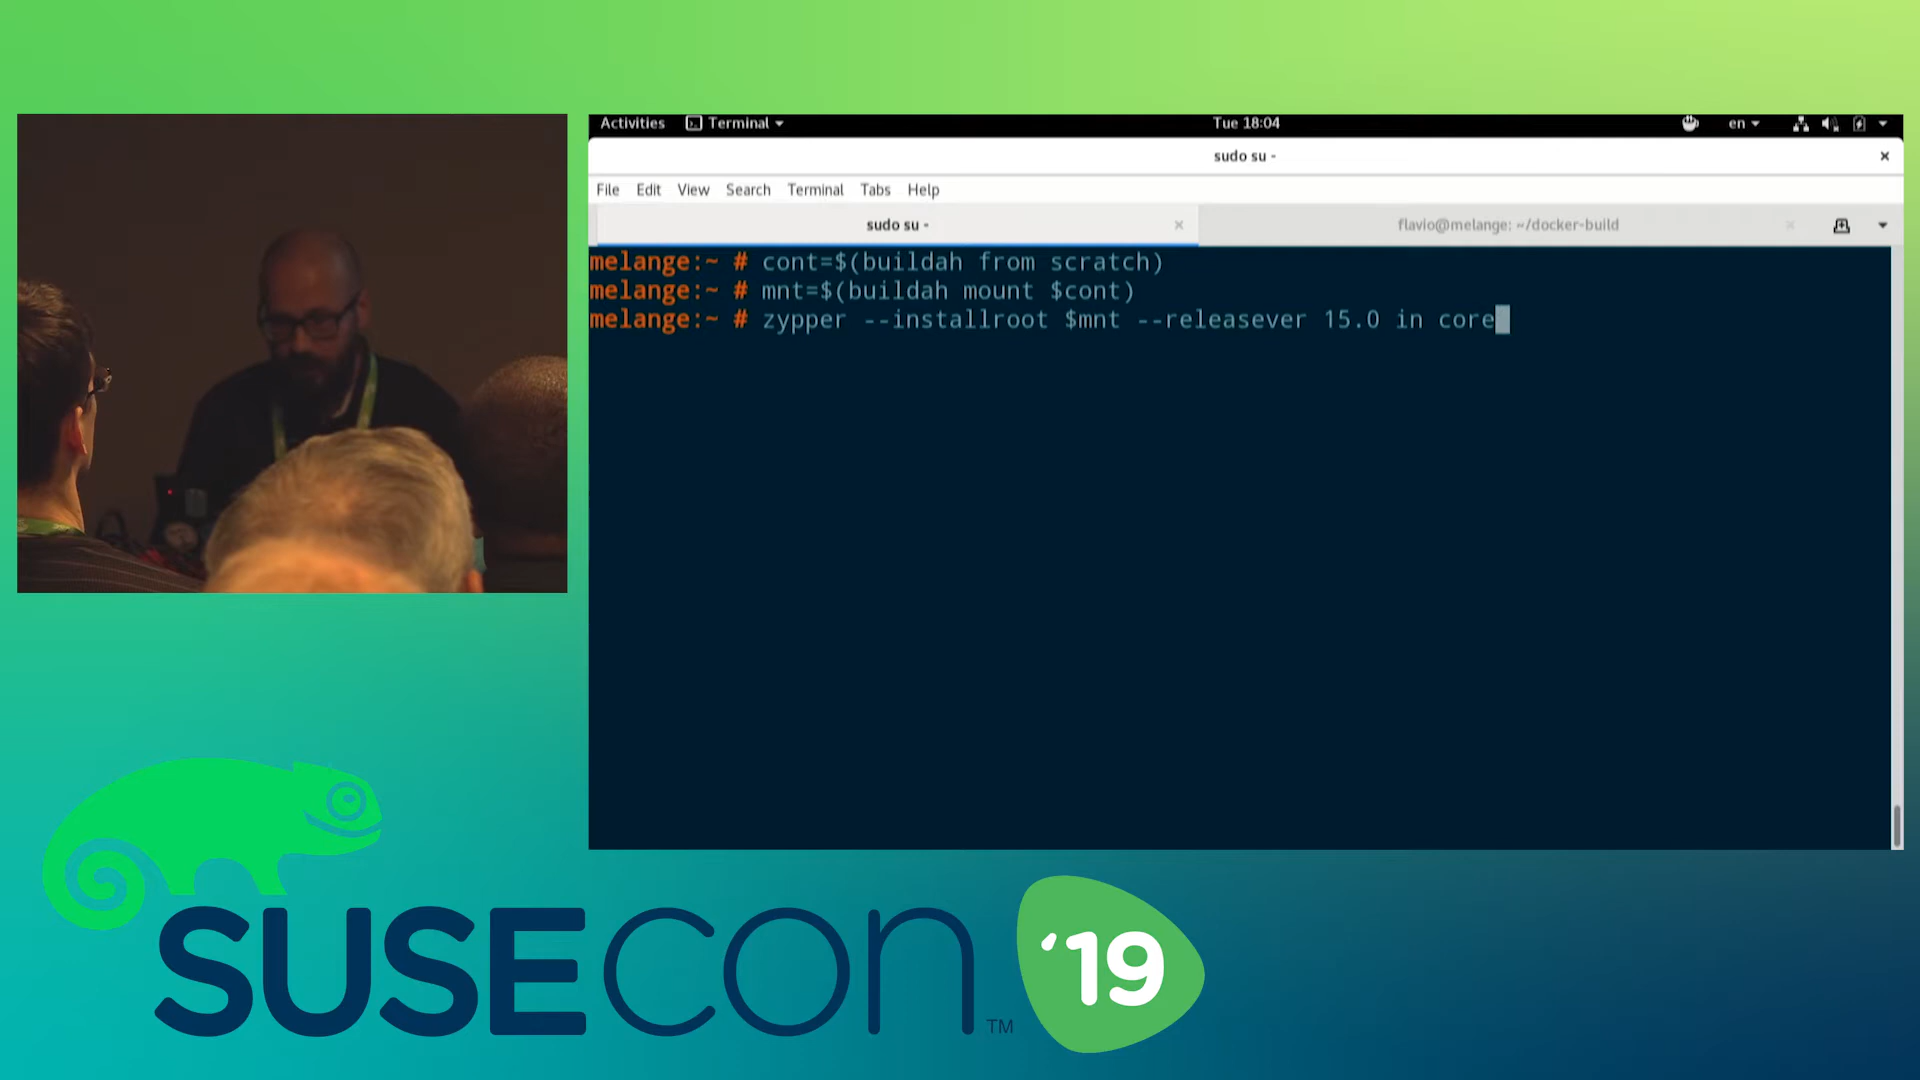 Activities Terminal Tue 18:04 en
sudo su -
File Edit View Search Terminal Tabs Help
sudo su - flavio@melange: ~/docker-build
melange:~ # cont=$(buildah from scratch)
melange:~ # mnt=$(buildah mount $cont)
melange:~ # zypper --installroot $mnt --releasever 15.0 in core
SUSECON ™ '19